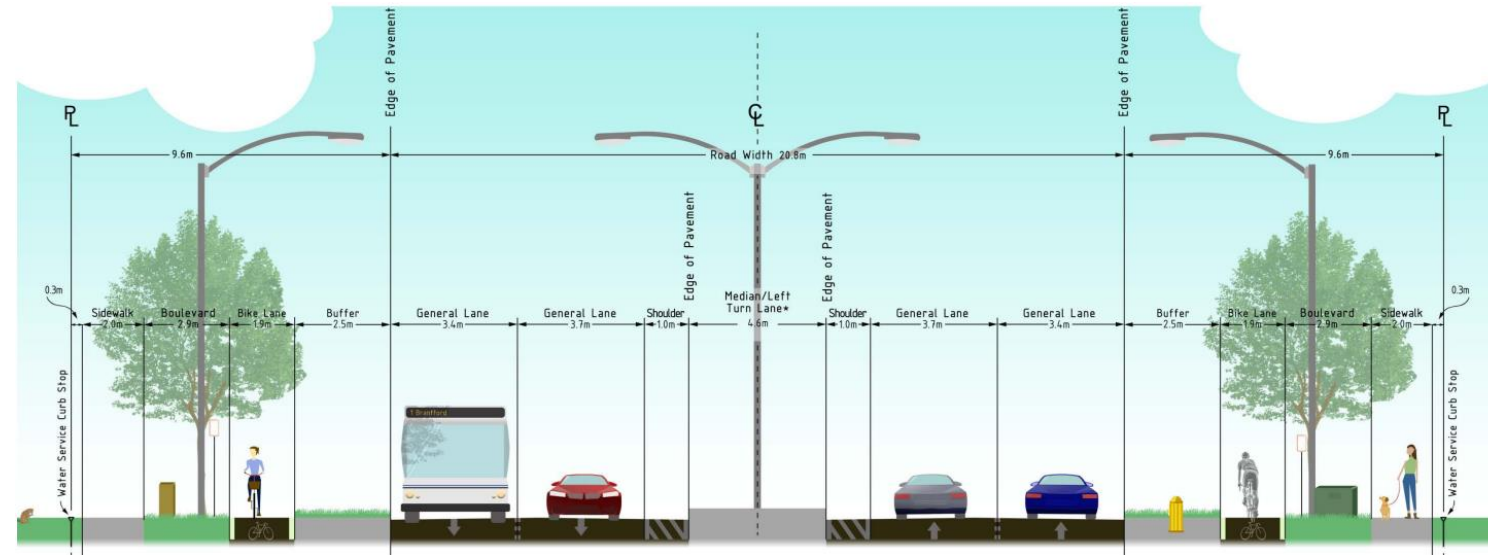 Edge of Pavement
Edge of Pavement
PL
CL
PL
9.6m
Road Width 20.8m
9.6m
Edge of Pavement
Edge of Pavement
0.3m
0.3m
Median/Left
Turn Lane*
4.6m
Sidewalk
2.0m
Boulevard
2.9m
Bike Lane
1.9m
Buffer
2.5m
General Lane
3.4m
General Lane
3.7m
Shoulder
1.0m
Shoulder
1.0m
General Lane
3.7m
General Lane
3.4m
Buffer
2.5m
Bike Lane
1.9m
Boulevard
2.9m
Sidewalk
2.0m
Water Service Curb Stop
1 Brantford
Water Service Curb Stop